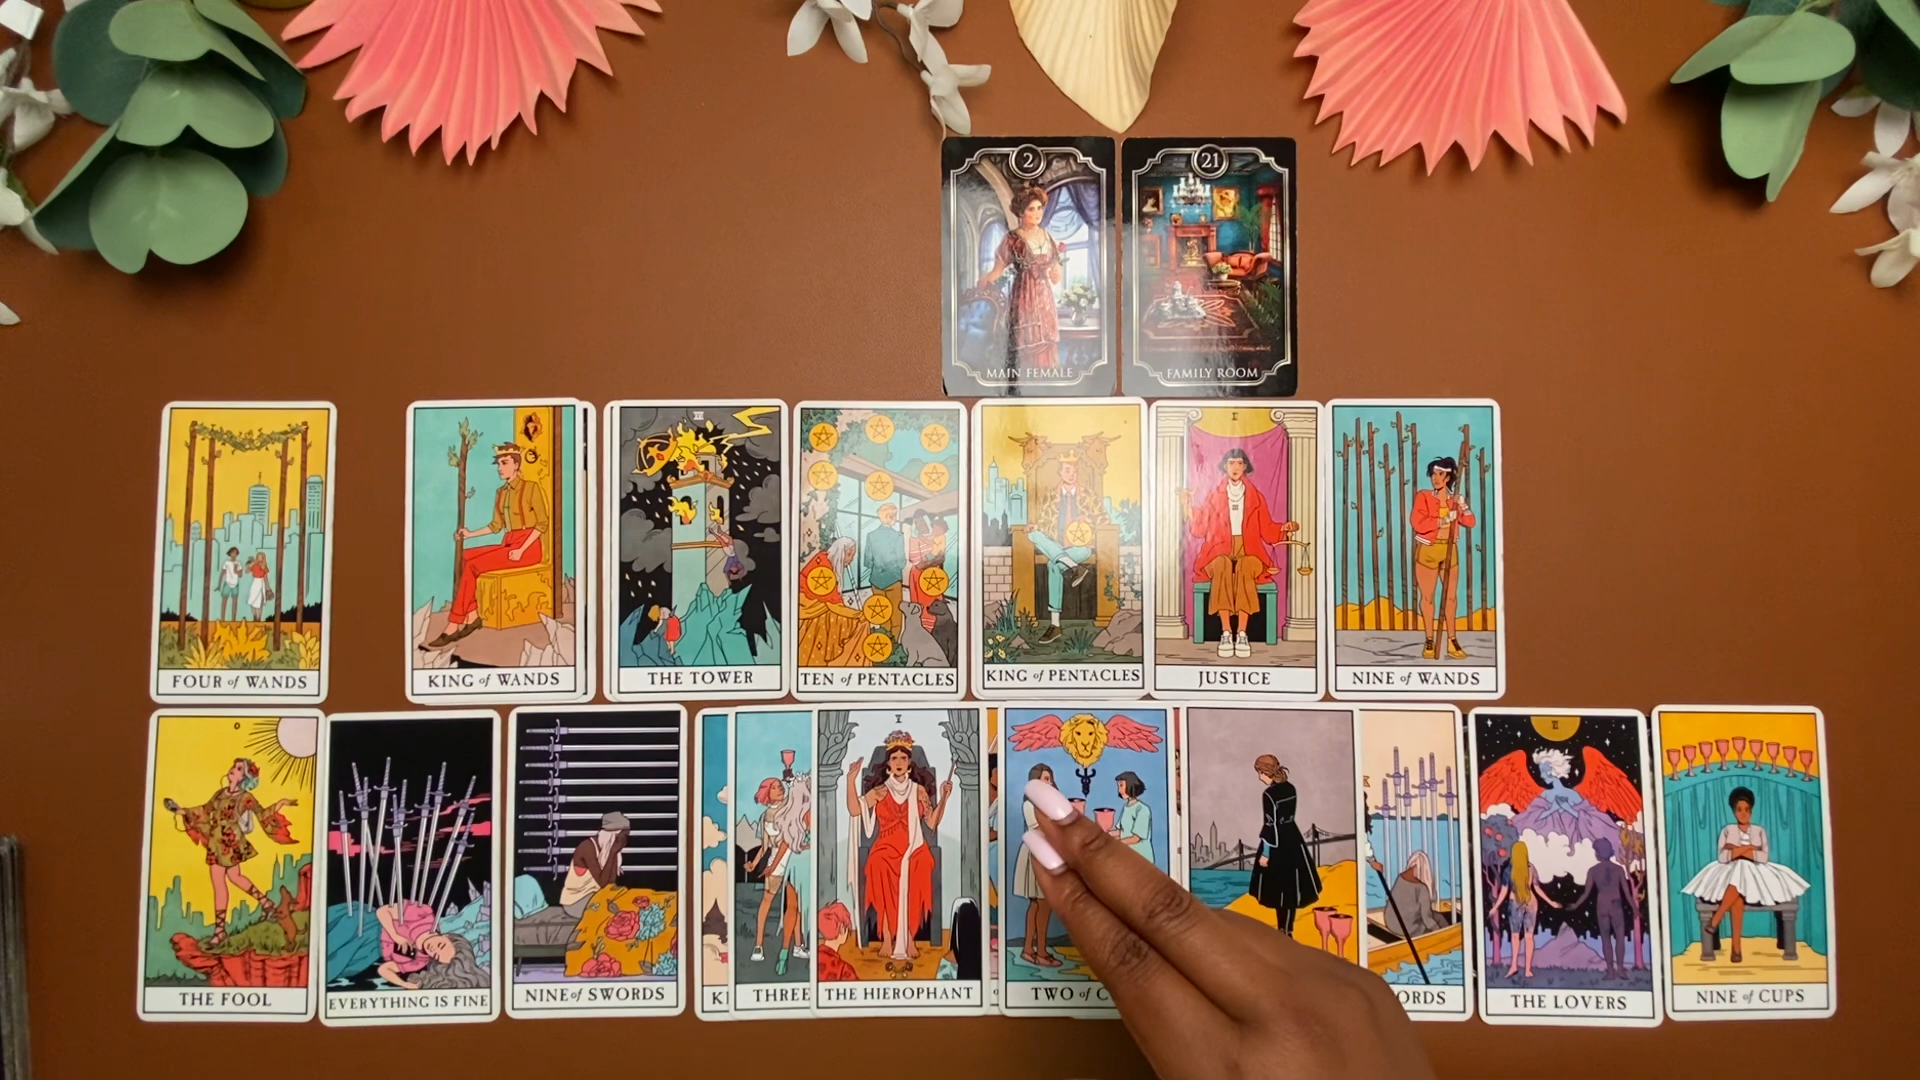 2
MAIN FEMALE
21
FAMILY ROOM
FOUR of WANDS
KING of WANDS
THE TOWER
TEN of PENTACLES
KING of PENTACLES
JUSTICE
NINE of WANDS
0
THE FOOL
EVERYTHING IS FINE
NINE of SWORDS
THREE
THE HIEROPHANT
TWO of C
ORDS
THE LOVERS
NINE of CUPS